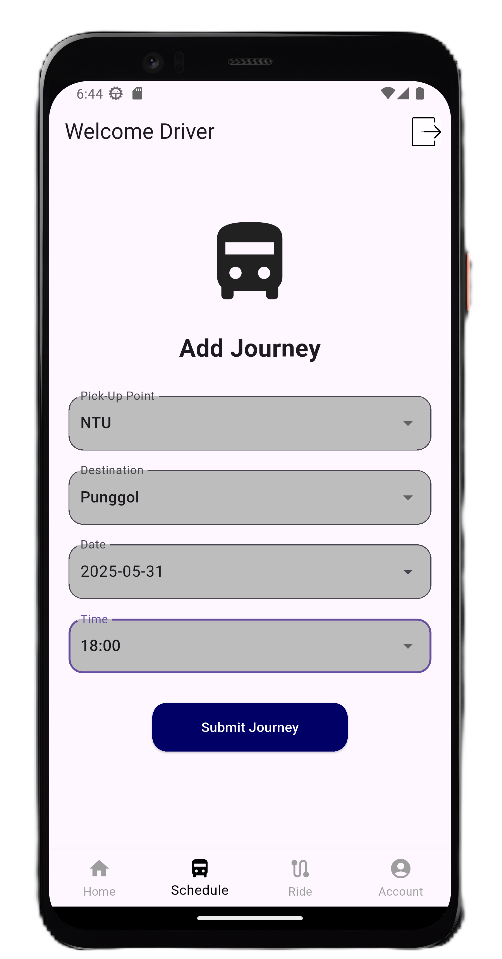 6:44
Welcome Driver
Add Journey
Pick-Up Point
NTU
Destination
Punggol
Date
2025-05-31
Time
18:00
Submit Journey
Home
Schedule
Ride
Account